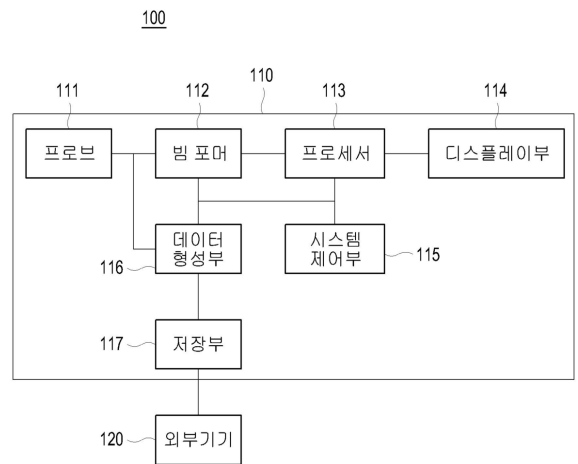 100
110
111
112
113
114
프로브
빔 포머
프로세서
디스플레이부
데이터
형성부
116
시스템
제어부
115
저장부
117
외부기기
120